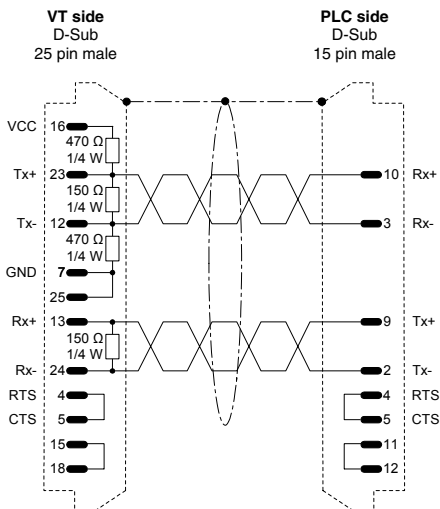 VT side
D-Sub
25 pin male
PLC side
D-Sub
15 pin male
VCC 16
470 Ω
1/4 W
Tx+ 23
10 Rx+
150 Ω
1/4 W
Tx- 12
3 Rx-
470 Ω
1/4 W
GND 7
25
Rx+ 13
9 Tx+
150 Ω
1/4 W
Rx- 24
2 Tx-
RTS 4
4 RTS
CTS 5
5 CTS
15
11
18
12